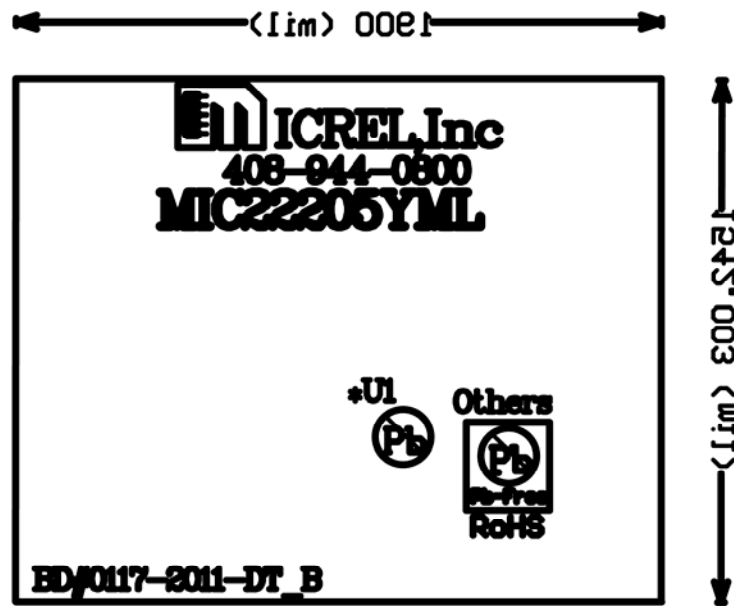 1900 (mil)
ICREL,Inc
408-944-0800
MIC22205YML
1542.003 (mil)
*U1
Others
Pb
Pb
Pb-free
RoHS
BD#0117-2011-DT_B